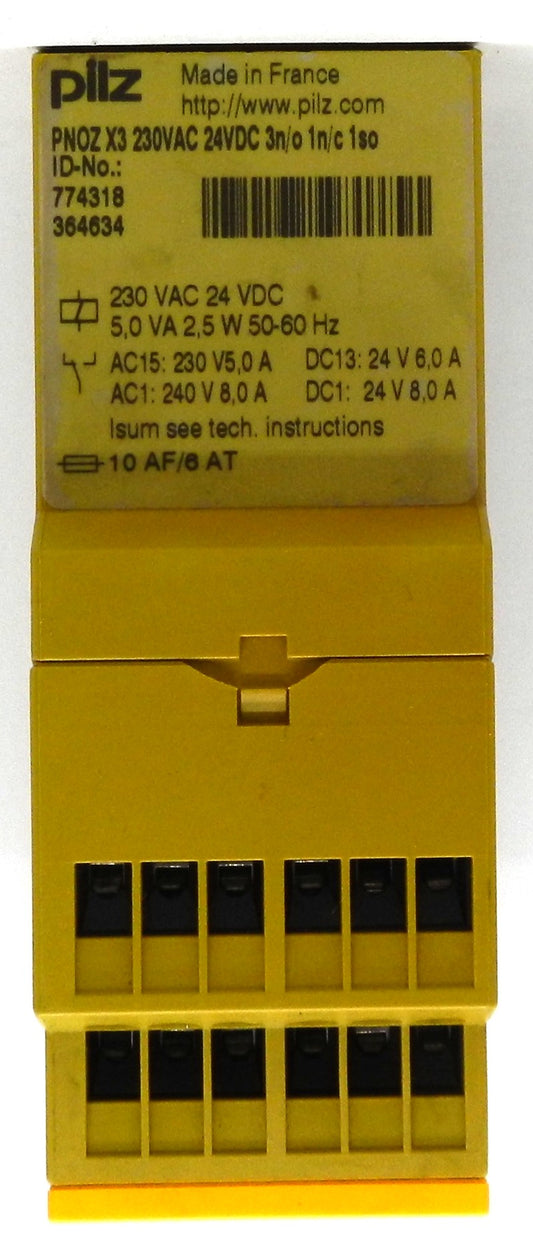 pilz
Made in France
http://www.pilz.com
PNOZ X3 230VAC 24VDC 3n/o 1n/c 1so
ID-No.:
774318
364634
230 VAC 24 VDC
5,0 VA 2,5 W 50-60 Hz
AC15: 230 V5,0 A DC13: 24 V 6,0 A
AC1: 240 V 8,0 A DC1: 24 V 8,0 A
Isum see tech. instructions
10 AF/6 AT